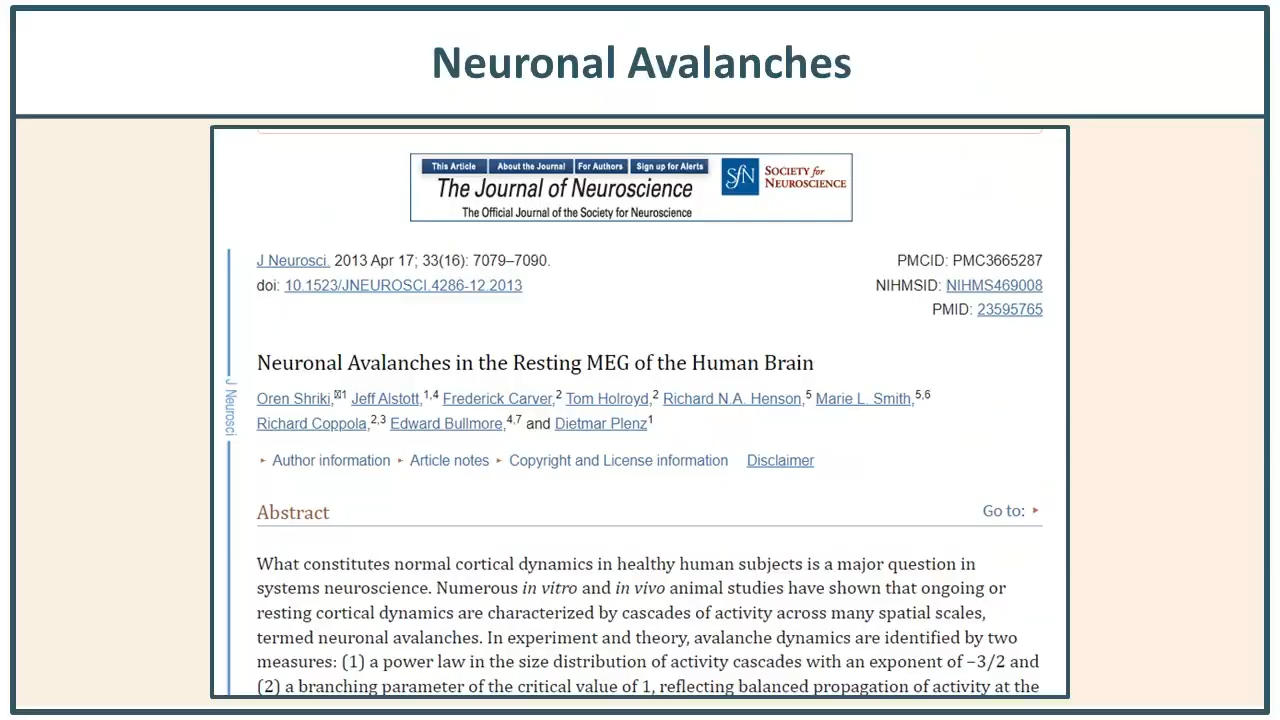 Neuronal Avalanches
This Article About the Journal For Authors Sign up for Alerts
The Journal of Neuroscience
The Official Journal of the Society for Neuroscience
SfN SOCIETY for
NEUROSCIENCE
J Neurosci. 2013 Apr 17; 33(16): 7079–7090.
doi: 10.1523/JNEUROSCI.4286-12.2013
PMCID: PMC3665287
NIHMSID: NIHMS469008
PMID: 23595765
J Neurosci
Neuronal Avalanches in the Resting MEG of the Human Brain
Oren Shriki,✉1 Jeff Alstott,1,4 Frederick Carver,2 Tom Holroyd,2 Richard N.A. Henson,5 Marie L. Smith,5,6
Richard Coppola,2,3 Edward Bullmore,4,7 and Dietmar Plenz1
▸ Author information ▸ Article notes ▸ Copyright and License information Disclaimer
Abstract
Go to: ▸
What constitutes normal cortical dynamics in healthy human subjects is a major question in
systems neuroscience. Numerous in vitro and in vivo animal studies have shown that ongoing or
resting cortical dynamics are characterized by cascades of activity across many spatial scales,
termed neuronal avalanches. In experiment and theory, avalanche dynamics are identified by two
measures: (1) a power law in the size distribution of activity cascades with an exponent of −3/2 and
(2) a branching parameter of the critical value of 1, reflecting balanced propagation of activity at the